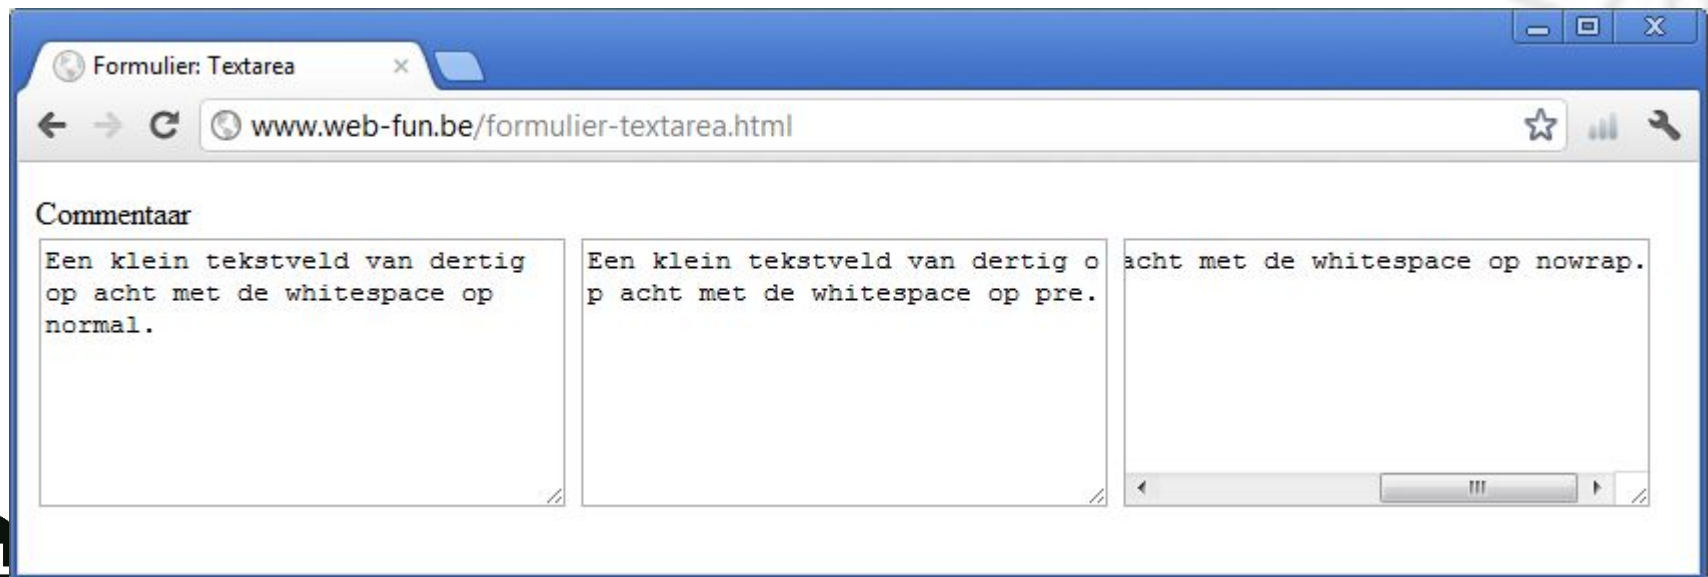 Formulier: Textarea
www.web-fun.be/formulier-textarea.html
Commentaar
Een klein tekstveld van dertig
op acht met de whitespace op
normal.
Een klein tekstveld van dertig o
p acht met de whitespace op pre.
acht met de whitespace op nowrap.